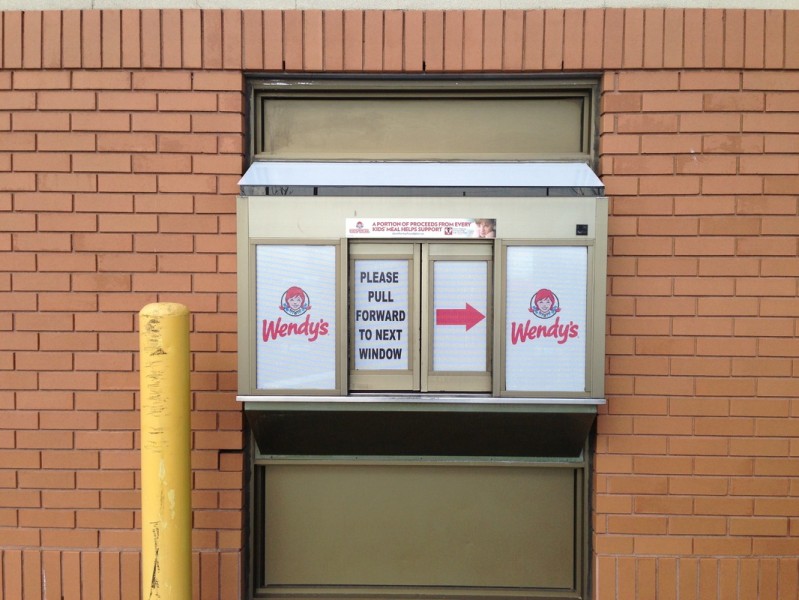 A PORTION OF PROCEEDS FROM EVERY
KIDS' MEAL HELPS SUPPORT
Wendy's
PLEASE
PULL
FORWARD
TO NEXT
WINDOW
Wendy's